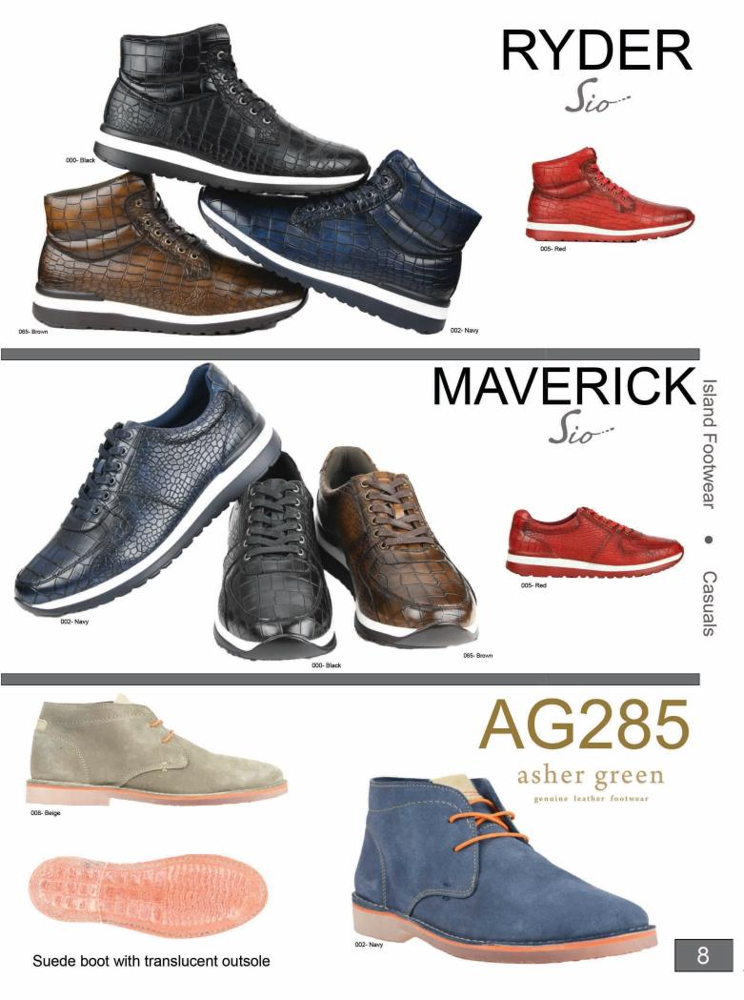 RYDER
Sio
000- Black
005- Red
065- Brown
002- Navy
MAVERICK
Sio
Island Footwear • Casuals
005- Red
002- Navy
000- Black
065- Brown
AG285
asher green
genuine leather footwear
008- Beige
002- Navy
Suede boot with translucent outsole
8